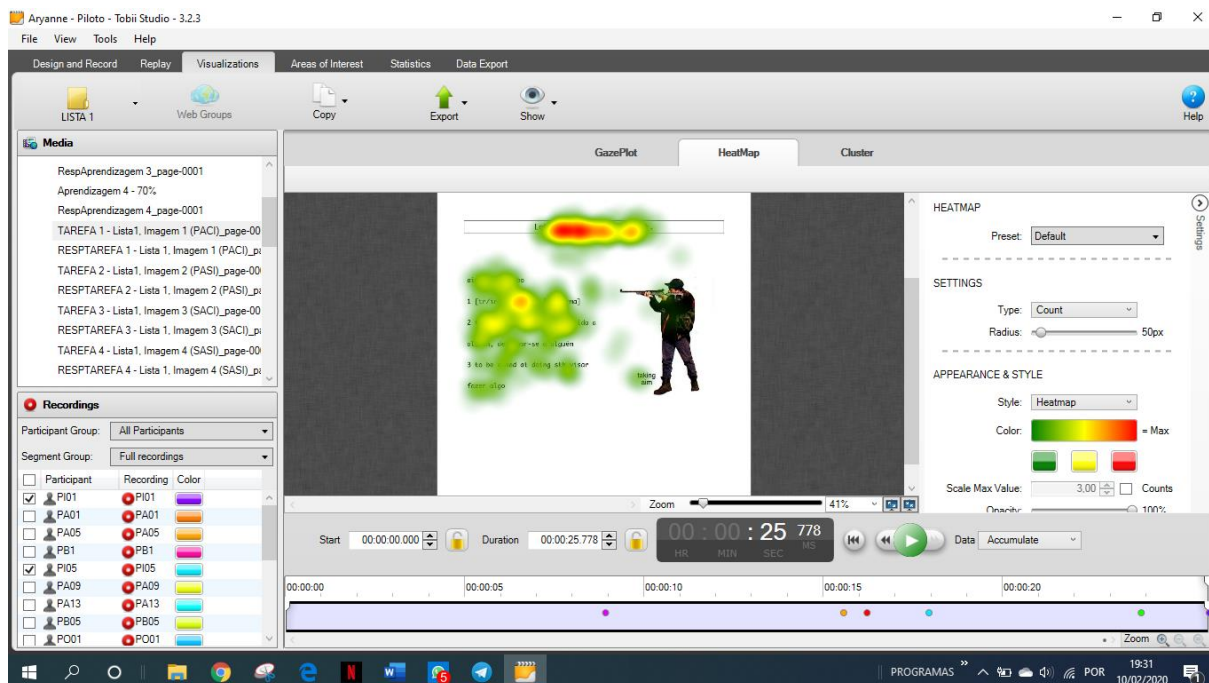 Aryanne - Piloto - Tobii Studio - 3.2.3
File View Tools Help
Design and Record Replay Visualizations Areas of Interest Statistics Data Export
LISTA 1 Web Groups Copy Export Show Help
Media
RespAprendizagem 3_page-0001
Aprendizagem 4 - 70%
RespAprendizagem 4_page-0001
TAREFA 1 - Lista1, Imagem 1 (PACI)_page-00
RESPTAREFA 1 - Lista 1, Imagem 1 (PACI)_pa
TAREFA 2 - Lista1, Imagem 2 (PASI)_page-00
RESPTAREFA 2 - Lista 1, Imagem 2 (PASI)_pa
TAREFA 3 - Lista1, Imagem 3 (SACI)_page-00
RESPTAREFA 3 - Lista 1, Imagem 3 (SACI)_pa
TAREFA 4 - Lista1, Imagem 4 (SASI)_page-00
RESPTAREFA 4 - Lista 1, Imagem 4 (SASI)_pa
Recordings
Participant Group: All Participants
Segment Group: Full recordings
Participant Recording Color
PI01 PI01
PA01 PA01
PA05 PA05
PB1 PB1
PI05 PI05
PA09 PA09
PA13 PA13
PB05 PB05
PO01 PO01
GazePlot HeatMap Cluster
1
2 a
alguém
3 to be and at doing sth visor
fazer algo
taking
aim
Zoom 41%
HEATMAP
Preset: Default
SETTINGS
Type: Count
Radius: 50px
APPEARANCE & STYLE
Style: Heatmap
Color: = Max
Scale Max Value: 3,00 Counts
Opacity: 100%
Settings
Start 00:00:00.000 Duration 00:00:25.778 00 : 00 : 25 778 Data Accumulate
HR MIN SEC MS
00:00:00 00:00:05 00:00:10 00:00:15 00:00:20
Zoom
PROGRAMAS POR 19:31
10/02/2020
5